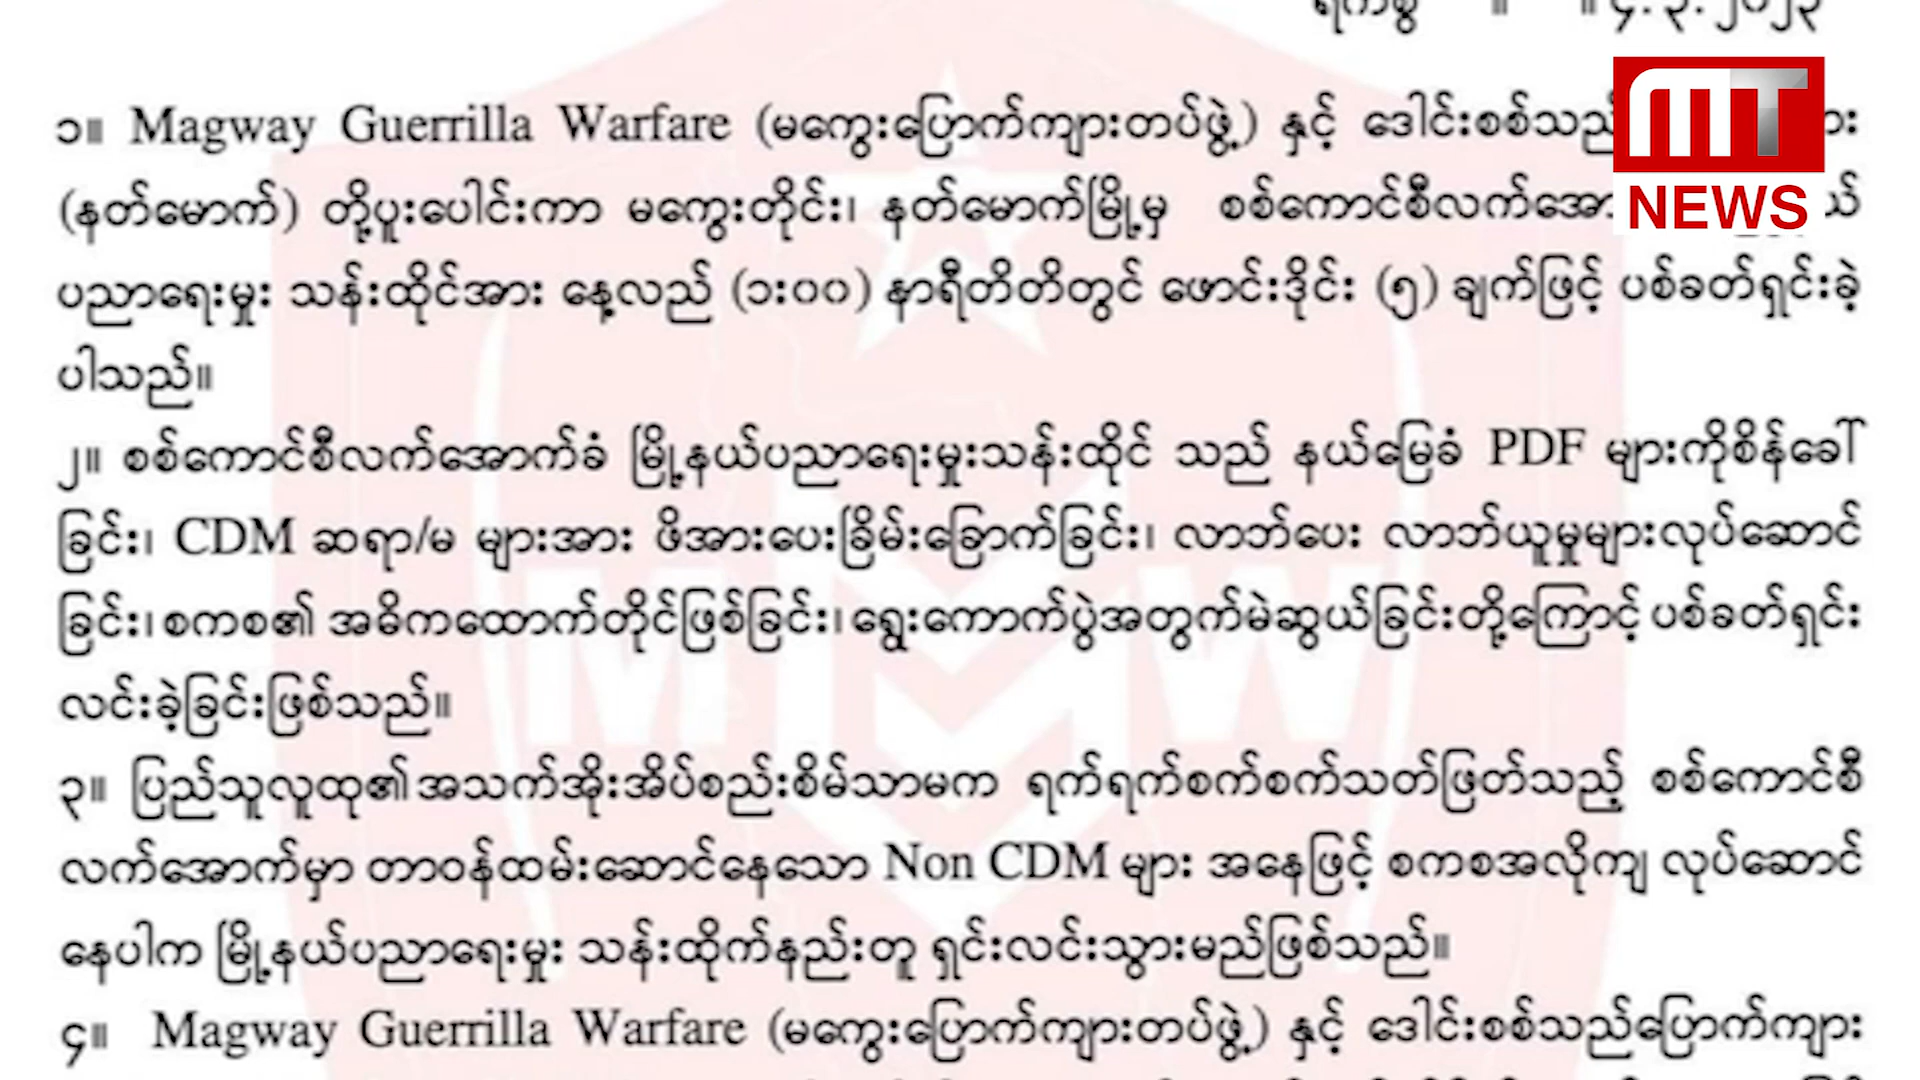 ရက်စွဲ ။ ။ ၄.၃.၂၀၂၃
၁။ Magway Guerrilla Warfare (မကွေးပြောက်ကျားတပ်ဖွဲ့) နှင့် ဒေါင်းစစ်သည်
(နတ်မောက်) တို့ပူးပေါင်းကာ မကွေးတိုင်း၊ နတ်မောက်မြို့မှ စစ်ကောင်စီလက်အော
ပညာရေးမှူး သန်းထိုင်အား နေ့လည် (၁း၀၀) နာရီတိတိတွင် ဖောင်းဒိုင်း (၅) ချက်ဖြင့် ပစ်ခတ်ရှင်းခဲ့
ပါသည်။
၂။ စစ်ကောင်စီလက်အောက်ခံ မြို့နယ်ပညာရေးမှူးသန်းထိုင် သည် နယ်မြေခံ PDF များကိုစိန်ခေါ်
ခြင်း၊ CDM ဆရာ/မ များအား ဖိအားပေးခြိမ်းခြောက်ခြင်း၊ လာဘ်ပေး လာဘ်ယူမှုများလုပ်ဆောင်
ခြင်း၊ စကစ၏ အဓိကထောက်တိုင်ဖြစ်ခြင်း၊ ရွေးကောက်ပွဲအတွက်မဲဆွယ်ခြင်းတို့ကြောင့် ပစ်ခတ်ရှင်း
လင်းခဲ့ခြင်းဖြစ်သည်။
၃။ ပြည်သူလူထု၏ အသက်အိုးအိပ်စည်းစိမ်သာမက ရက်ရက်စက်စက်သတ်ဖြတ်သည့် စစ်ကောင်စီ
လက်အောက်မှာ တာဝန်ထမ်းဆောင်နေသော Non CDM များ အနေဖြင့် စကစအလိုကျ လုပ်ဆောင်
နေပါက မြို့နယ်ပညာရေးမှူး သန်းထိုက်နည်းတူ ရှင်းလင်းသွားမည်ဖြစ်သည်။
၄။ Magway Guerrilla Warfare (မကွေးပြောက်ကျားတပ်ဖွဲ့) နှင့် ဒေါင်းစစ်သည်ပြောက်ကျား
MT
NEWS
M W